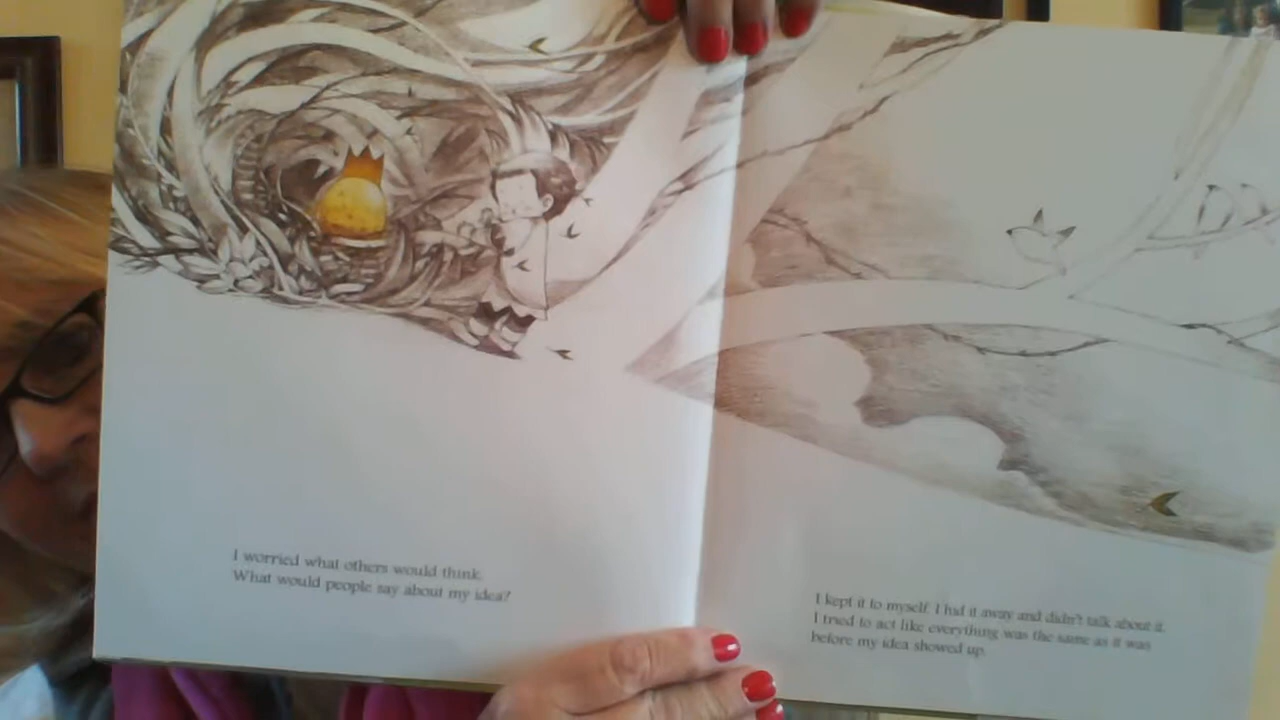 I worried what others would think.
What would people say about my idea?
I kept it to myself. I hid it away and didn't talk about it.
I tried to act like everything was the same as it was
before my idea showed up.